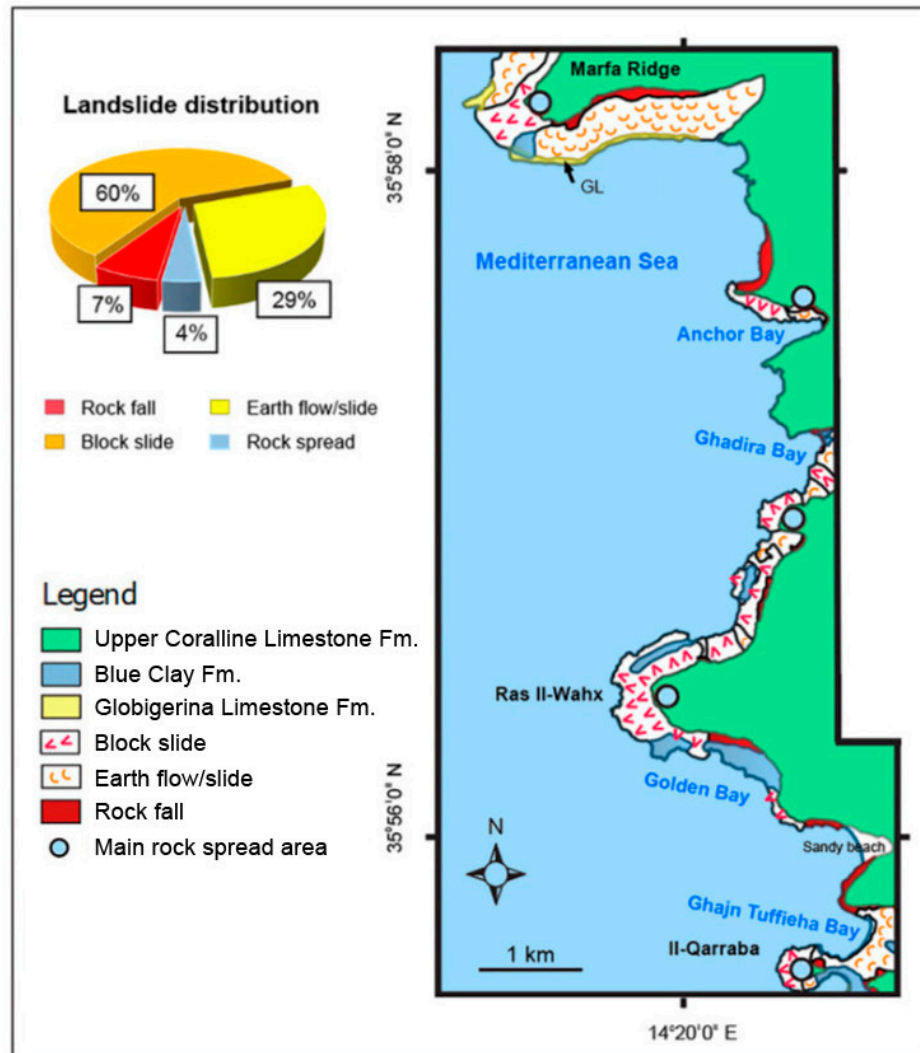 Landslide distribution
60%
7%
4%
29%
Rock fall
Earth flow/slide
Block slide
Rock spread
Legend
Upper Coralline Limestone Fm.
Blue Clay Fm.
Globigerina Limestone Fm.
Block slide
Earth flow/slide
Rock fall
Main rock spread area
Marfa Ridge
35°58'0" N
GL
Mediterranean Sea
Anchor Bay
Ghadira Bay
Ras Il-Wahx
Golden Bay
35°56'0" N
N
Sandy beach
Ghajn Tuffieha Bay
Il-Qarraba
1 km
14°20'0" E